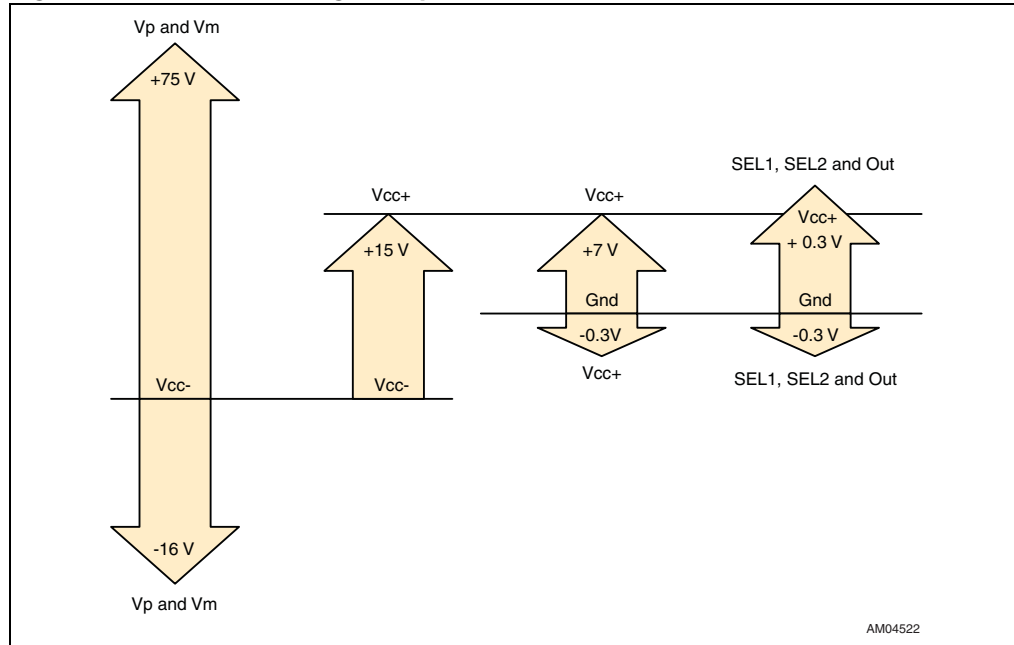 Vp and Vm
+75 V
SEL1, SEL2 and Out
Vcc+
Vcc+
Vcc+
+ 0.3 V
+15 V
+7 V
Gnd
Gnd
-0.3V
-0.3 V
Vcc+
SEL1, SEL2 and Out
Vcc-
Vcc-
-16 V
Vp and Vm
AM04522